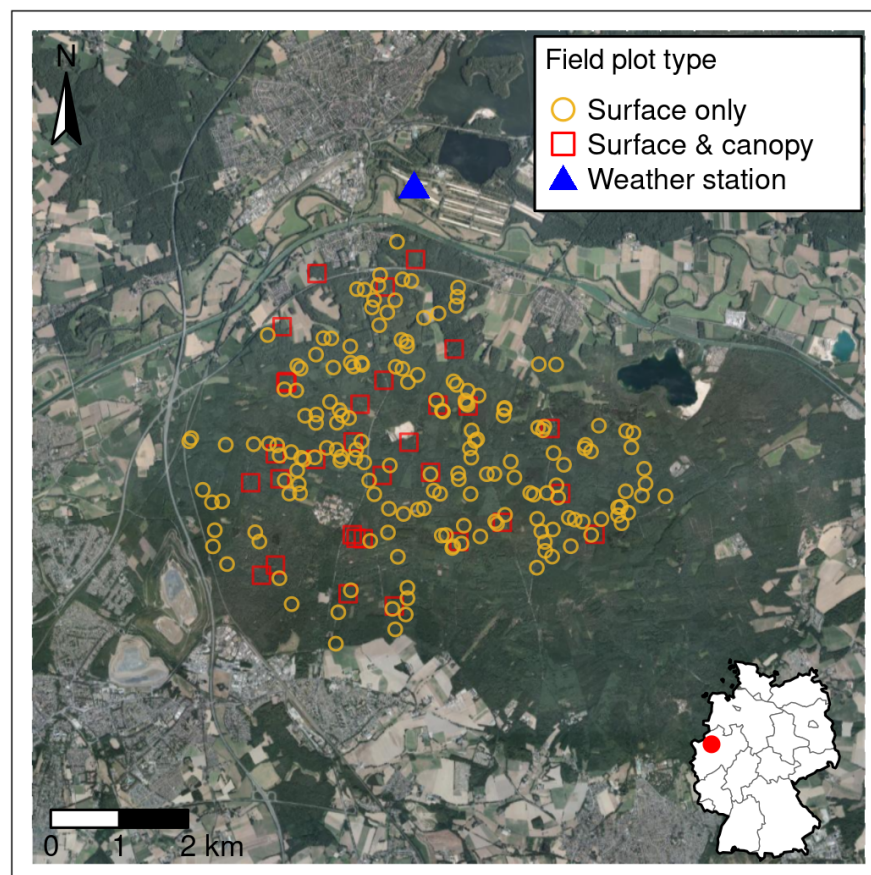 N
Field plot type
Surface only
Surface & canopy
Weather station
0 1 2 km